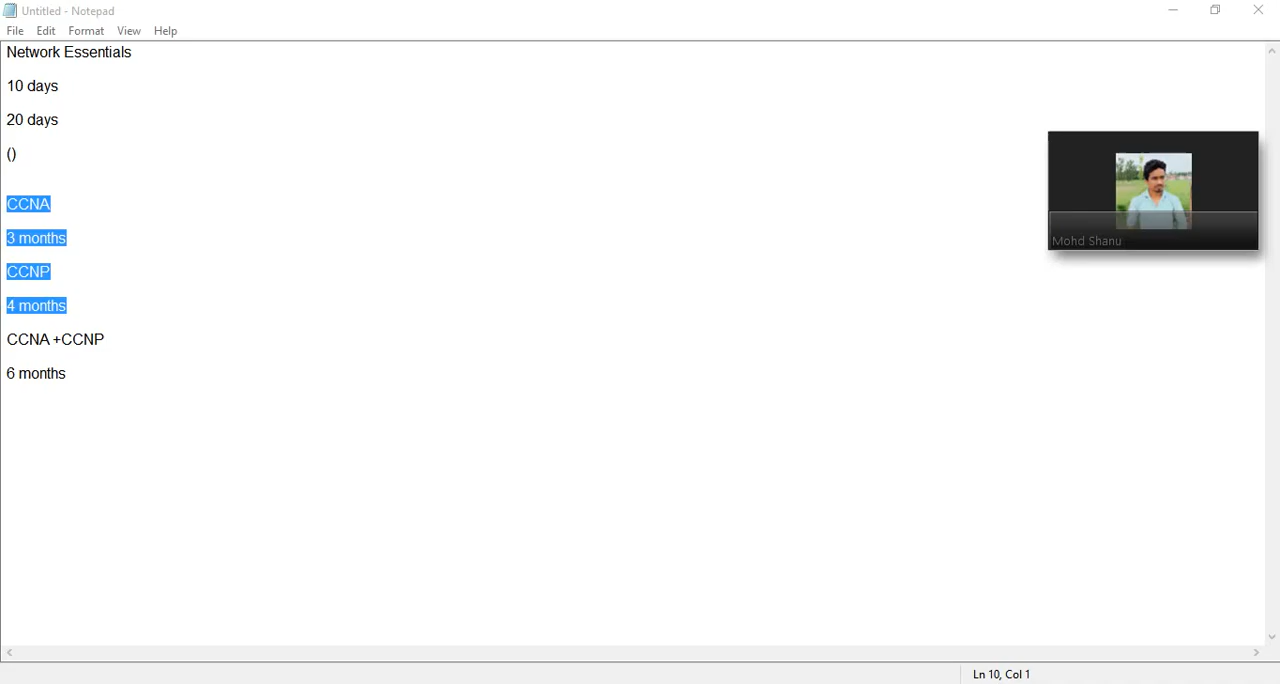 Untitled - Notepad
File Edit Format View Help
Network Essentials
10 days
20 days
()
CCNA
3 months
CCNP
4 months
CCNA +CCNP
6 months
Mohd Shanu
Ln 10, Col 1